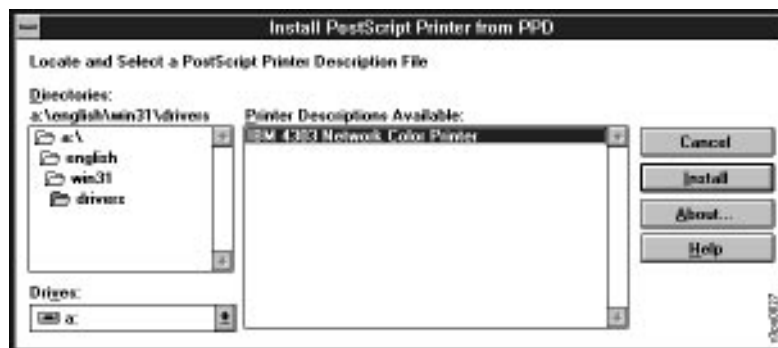 Install PostScript Printer from PPD
Locate and Select a PostScript Printer Description File
Directories:
a:\english\win31\drivers
a:\
english
win31
drivers
Drives:
a:
Printer Descriptions Available:
IBM 4303 Network Color Printer
Cancel
Install
About...
Help